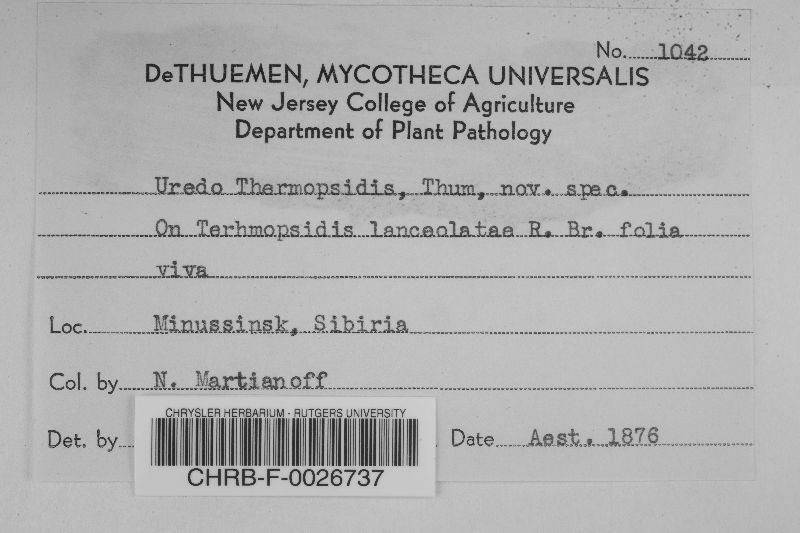 No. 1042
DeTHUEMEN, MYCOTHECA UNIVERSALIS
New Jersey College of Agriculture
Department of Plant Pathology
Uredo Thermopsidis, Thum, nov. spec.
On Terhmopsidis lanceolatae R. Br. folia
viva
Loc. Minussinsk, Sibiria
Col. by N. Martianoff
CHRYSLER HERBARIUM - RUTGERS UNIVERSITY
Det. by Date Aest. 1876
CHRB-F-0026737